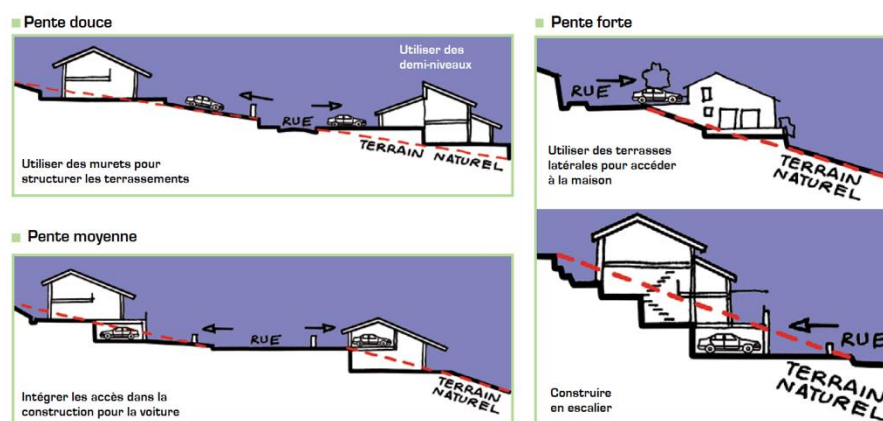 Pente douce
Utiliser des
demi-niveaux
RUE
TERRAIN NATUREL
Utiliser des murets pour
structurer les terrassements
Pente moyenne
RUE
TERRAIN
NATUREL
Intégrer les accès dans la
construction pour la voiture
Pente forte
RUE
Utiliser des terrasses
latérales pour accéder
à la maison
TERRAIN
NATUREL
RUE
TERRAIN
NATUREL
Construire
en escalier